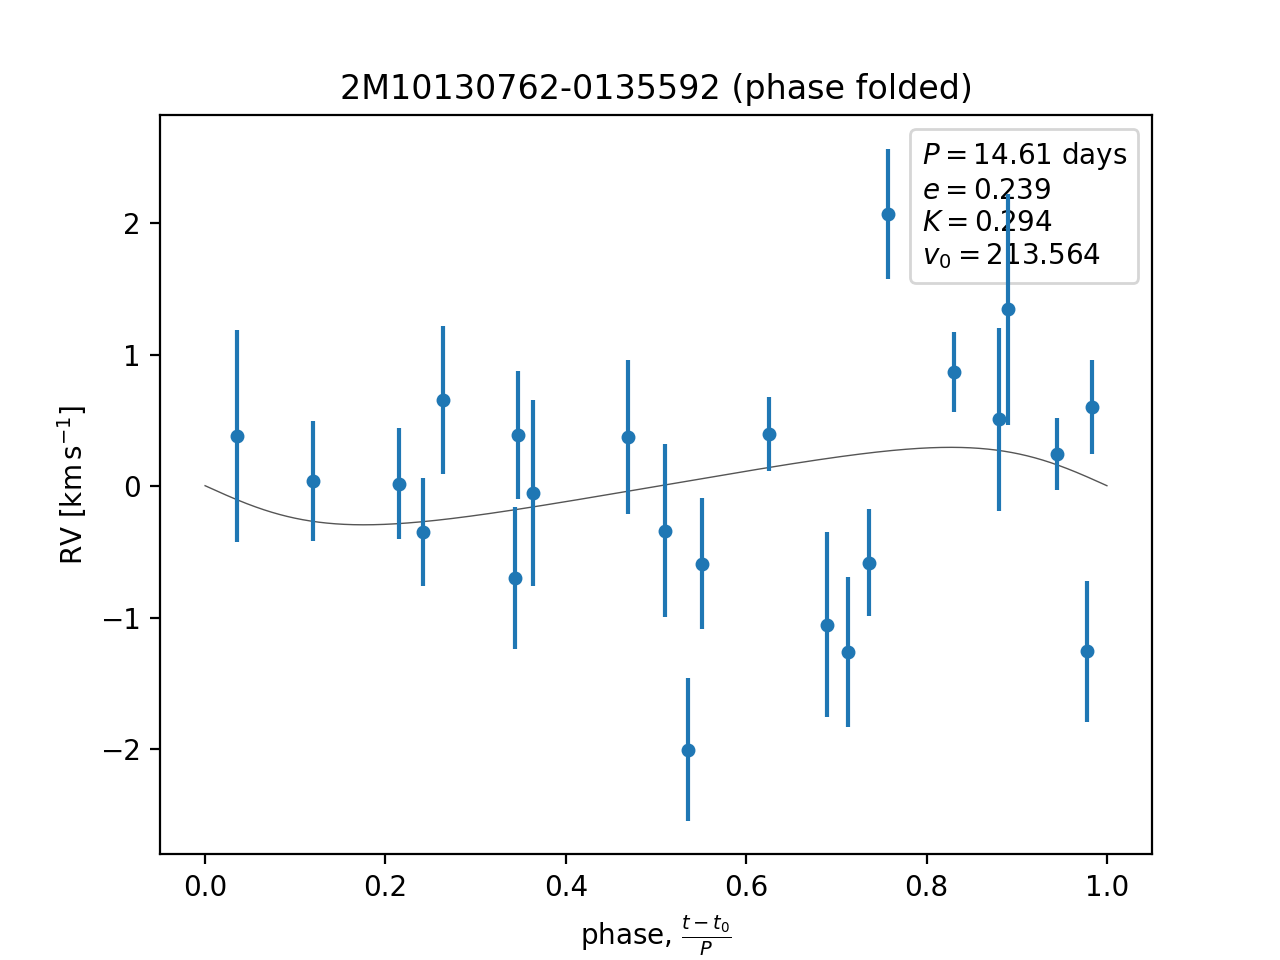 2M10130762-0135592 (phase folded)
P = 14.61 days
e = 0.239
K = 0.294
v₀ = 213.564
2
1
0
−1
−2
RV [km s⁻¹]
0.0 0.2 0.4 0.6 0.8 1.0
phase, (t − t₀)/P